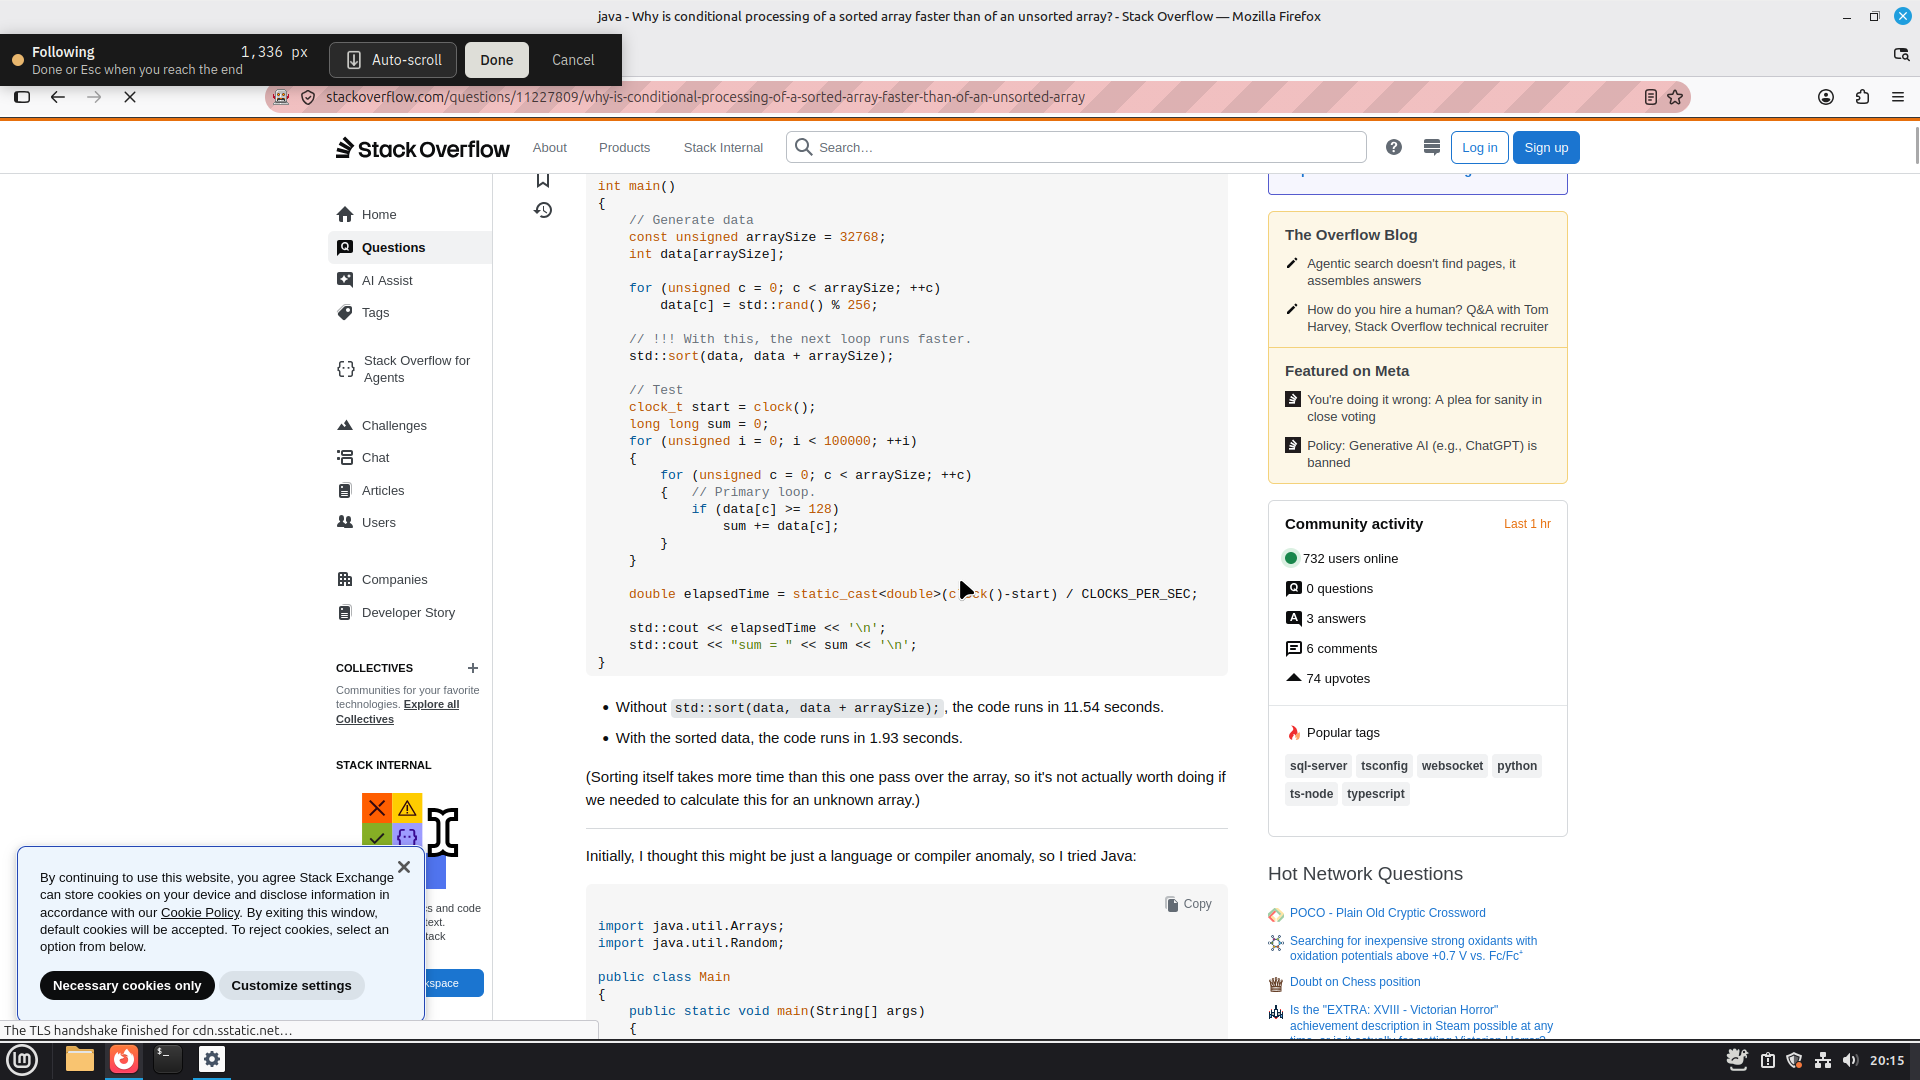 java - Why is conditional processing of a sorted array faster than of an unsorted array? - Stack Overflow — Mozilla Firefox
Following
Done or Esc when you reach the end
1,336 px
Auto-scroll
Done
Cancel
stackoverflow.com/questions/11227809/why-is-conditional-processing-of-a-sorted-array-faster-than-of-an-unsorted-array
Stack Overflow
About
Products
Stack Internal
Search…
Log in
Sign up
Home
Questions
AI Assist
Tags
Stack Overflow for
Agents
Challenges
Chat
Articles
Users
Companies
Developer Story
COLLECTIVES
Communities for your favorite
technologies. Explore all
Collectives
STACK INTERNAL
s and code
text.
tack
kspace
int main()
{
    // Generate data
    const unsigned arraySize = 32768;
    int data[arraySize];
    for (unsigned c = 0; c < arraySize; ++c)
        data[c] = std::rand() % 256;
    // !!! With this, the next loop runs faster.
    std::sort(data, data + arraySize);
    // Test
    clock_t start = clock();
    long long sum = 0;
    for (unsigned i = 0; i < 100000; ++i)
    {
        for (unsigned c = 0; c < arraySize; ++c)
        {   // Primary loop.
            if (data[c] >= 128)
                sum += data[c];
        }
    }
    double elapsedTime = static_cast<double>(clock()-start) / CLOCKS_PER_SEC;
    std::cout << elapsedTime << '\n';
    std::cout << "sum = " << sum << '\n';
}
• Without std::sort(data, data + arraySize);, the code runs in 11.54 seconds.
• With the sorted data, the code runs in 1.93 seconds.
(Sorting itself takes more time than this one pass over the array, so it's not actually worth doing if
we needed to calculate this for an unknown array.)
Initially, I thought this might be just a language or compiler anomaly, so I tried Java:
Copy
import java.util.Arrays;
import java.util.Random;
public class Main
{
    public static void main(String[] args)
    {
The Overflow Blog
Agentic search doesn't find pages, it
assembles answers
How do you hire a human? Q&A with Tom
Harvey, Stack Overflow technical recruiter
Featured on Meta
You're doing it wrong: A plea for sanity in
close voting
Policy: Generative AI (e.g., ChatGPT) is
banned
Community activity
Last 1 hr
732 users online
0 questions
3 answers
6 comments
74 upvotes
Popular tags
sql-server
tsconfig
websocket
python
ts-node
typescript
Hot Network Questions
POCO - Plain Old Cryptic Crossword
Searching for inexpensive strong oxidants with
oxidation potentials above +0.7 V vs. Fc/Fc+
Doubt on Chess position
Is the "EXTRA: XVIII - Victorian Horror"
achievement description in Steam possible at any
By continuing to use this website, you agree Stack Exchange
can store cookies on your device and disclose information in
accordance with our Cookie Policy. By exiting this window,
default cookies will be accepted. To reject cookies, select an
option from below.
Necessary cookies only
Customize settings
The TLS handshake finished for cdn.sstatic.net…
20:15